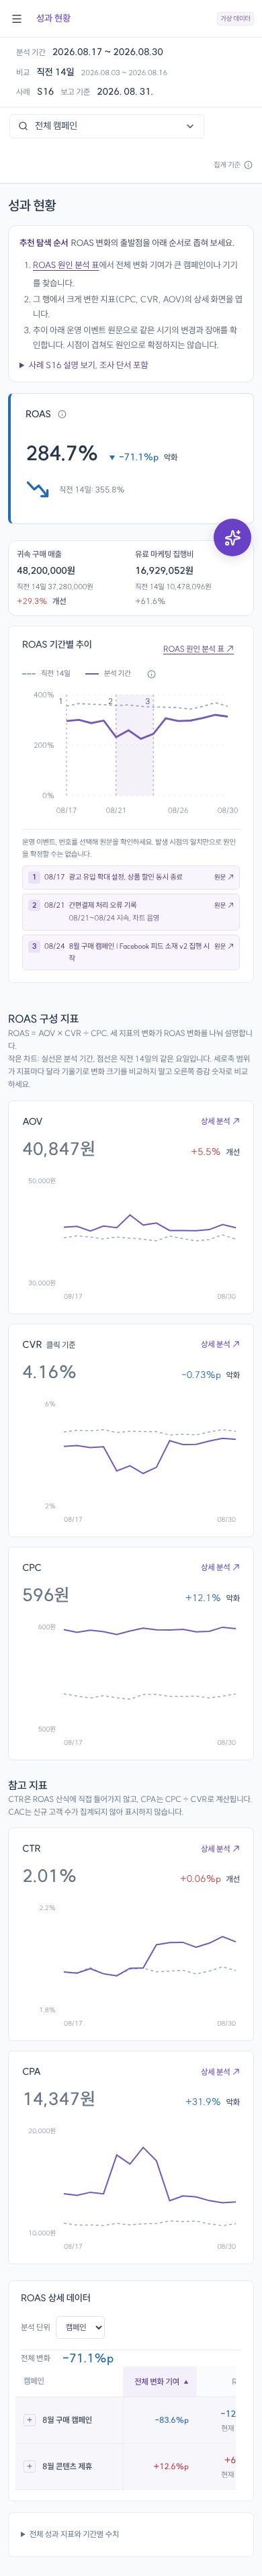 성과 현황
가상 데이터
분석 기간 2026.08.17 ~ 2026.08.30
비교 직전 14일 2026.08.03 ~ 2026.08.16
사례 S16 보고 기준 2026. 08. 31.
전체 캠페인
집계 기준
성과 현황
추천 탐색 순서 ROAS 변화의 출발점을 아래 순서로 좁혀 보세요.
1. ROAS 원인 분석 표에서 전체 변화 기여가 큰 캠페인이나 기기
를 찾습니다.
2. 그 행에서 크게 변한 지표(CPC, CVR, AOV)의 상세 화면을 엽
니다.
3. 추이 아래 운영 이벤트 원문으로 같은 시기의 변경과 장애를 확
인합니다. 시점이 겹쳐도 원인으로 확정하지는 않습니다.
▶ 사례 S16 설명 보기, 조사 단서 포함
ROAS
284.7% ▼ -71.1%p 악화
직전 14일: 355.8%
귀속 구매 매출
48,200,000원
직전 14일 37,280,000원
+29.3% 개선
유료 마케팅 집행비
16,929,052원
직전 14일 10,478,096원
+61.6%
ROAS 기간별 추이
ROAS 원인 분석 표 ↗
직전 14일 분석 기간
400%
200%
0%
1 2 3
08/17 08/21 08/26 08/30
운영 이벤트, 번호를 선택해 원문을 확인하세요. 발생 시점의 일치만으로 원인
을 확정할 수는 없습니다.
1 08/17 광고 유입 확대 설정, 상품 할인 동시 종료 원문 ↗
2 08/21 간편결제 처리 오류 기록 원문 ↗
08/21~08/24 지속, 차트 음영
3 08/24 8월 구매 캠페인 | Facebook 피드 소재 v2 집행 시 원문 ↗
작
ROAS 구성 지표
ROAS = AOV × CVR ÷ CPC. 세 지표의 변화가 ROAS 변화를 나눠 설명합니
다.
작은 차트: 실선은 분석 기간, 점선은 직전 14일의 같은 요일입니다. 세로축 범위
가 지표마다 달라 기울기로 변화 크기를 비교하지 말고 오른쪽 증감 숫자로 비교
하세요.
AOV 상세 분석 ↗
40,847원 +5.5% 개선
50,000원
30,000원
08/17 08/30
CVR 클릭 기준 상세 분석 ↗
4.16% -0.73%p 악화
6%
2%
08/17 08/30
CPC 상세 분석 ↗
596원 +12.1% 악화
600원
500원
08/17 08/30
참고 지표
CTR은 ROAS 산식에 직접 들어가지 않고, CPA는 CPC ÷ CVR로 계산됩니다.
CAC는 신규 고객 수가 집계되지 않아 표시하지 않습니다.
CTR 상세 분석 ↗
2.01% +0.06%p 개선
2.2%
1.8%
08/17 08/30
CPA 상세 분석 ↗
14,347원 +31.9% 악화
20,000원
10,000원
08/17 08/30
ROAS 상세 데이터
분석 단위 캠페인
전체 변화 -71.1%p
캠페인 전체 변화 기여 ▲
+ 8월 구매 캠페인 -83.6%p -12
현재
+ 8월 콘텐츠 제휴 +12.6%p +6
현재
▶ 전체 성과 지표와 기간별 수치